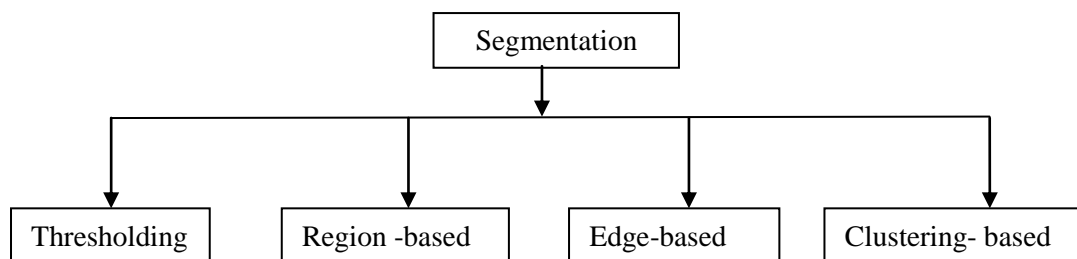 Segmentation
Thresholding
Region -based
Edge-based
Clustering- based